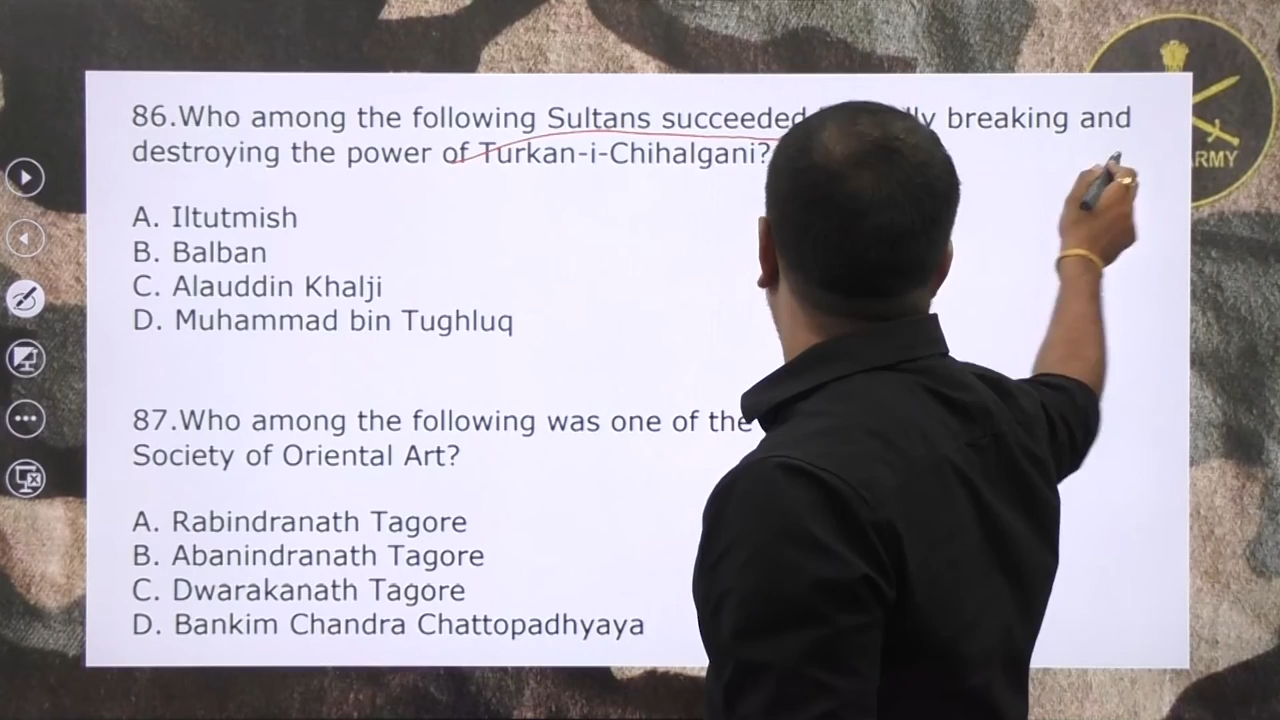 86.Who among the following Sultans succeeded breaking and
destroying the power of Turkan-i-Chihalgani?
A. Iltutmish
B. Balban
C. Alauddin Khalji
D. Muhammad bin Tughluq
87.Who among the following was one of the
Society of Oriental Art?
A. Rabindranath Tagore
B. Abanindranath Tagore
C. Dwarakanath Tagore
D. Bankim Chandra Chattopadhyaya